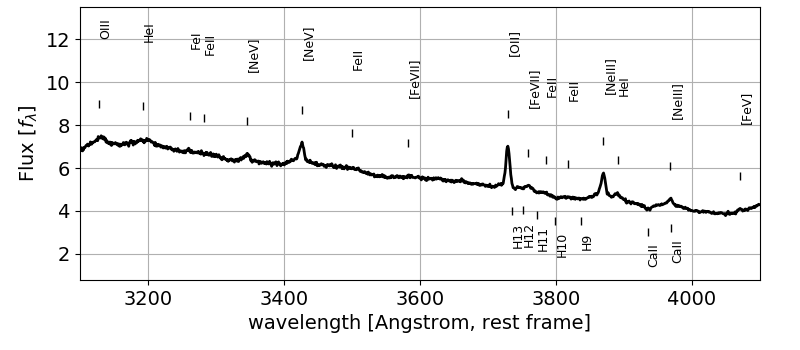 OIII
HeI
FeI
FeII
[NeV]
[NeV]
FeII
[FeVII]
[OII]
[FeVII]
FeII
FeII
[NeIII]
HeI
[NeIII]
[FeV]
12
10
8
6
4
2
Flux [fλ]
H13
H12
H11
H10
H9
CaII
CaII
3200
3400
3600
3800
4000
wavelength [Angstrom, rest frame]